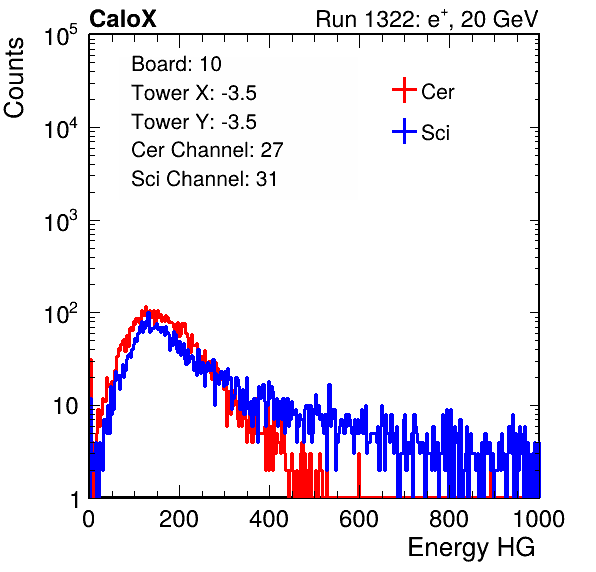 CaloX Run 1322: e⁺, 20 GeV
Counts
10⁵
10⁴
10³
10²
10
1
Board: 10
Tower X: -3.5
Tower Y: -3.5
Cer Channel: 27
Sci Channel: 31
Cer
Sci
0 200 400 600 800 1000
Energy HG